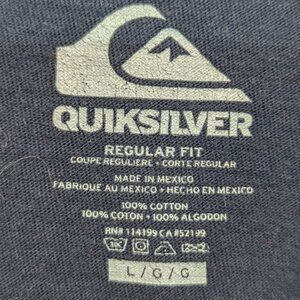 QUIKSILVER
REGULAR FIT
COUPE REGULIERE • CORTE REGULAR
MADE IN MEXICO
FABRIQUE AU MEXICO • HECHO EN MEXICO
100% COTTON
100% COTON • 100% ALGODON
RN# 114199 CA #52199
L / G / G